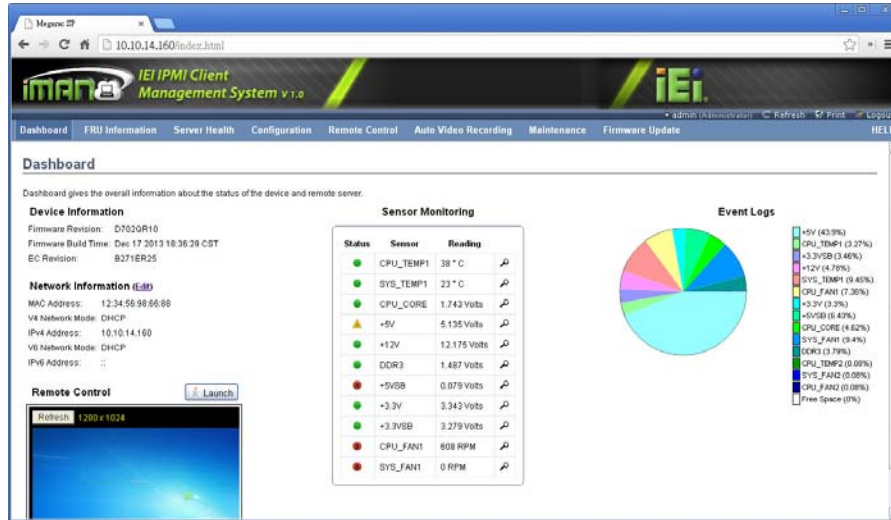 Megarac SP
10.10.14.160/index.html
iMAN
IEI IPMI Client
Management System v 1.0
iEi.
admin (Administrator) Refresh Print Logout
Dashboard FRU Information Server Health Configuration Remote Control Auto Video Recording Maintenance Firmware Update HELP
Dashboard
Dashboard gives the overall information about the status of the device and remote server.
Device Information
Firmware Revision: D702GR10
Firmware Build Time: Dec 17 2013 18:36:29 CST
EC Revision: B271ER25
Network Information (Edit)
MAC Address: 12:34:56:98:66:88
V4 Network Mode: DHCP
IPv4 Address: 10.10.14.160
V6 Network Mode: DHCP
IPv6 Address: ::
Remote Control Launch
Refresh 1280 x 1024
Sensor Monitoring
Status Sensor Reading
CPU_TEMP1 38 ° C
SYS_TEMP1 23 ° C
CPU_CORE 1.743 Volts
+5V 5.135 Volts
+12V 12.175 Volts
DDR3 1.487 Volts
+5VSB 0.079 Volts
+3.3V 3.343 Volts
+3.3VSB 3.279 Volts
CPU_FAN1 608 RPM
SYS_FAN1 0 RPM
Event Logs
+5V (43.9%)
CPU_TEMP1 (3.27%)
+3.3VSB (3.46%)
+12V (4.78%)
SYS_TEMP1 (9.45%)
CPU_FAN1 (7.36%)
+3.3V (3.3%)
+5VSB (6.43%)
CPU_CORE (4.62%)
SYS_FAN1 (9.4%)
DDR3 (3.79%)
CPU_TEMP2 (0.08%)
SYS_FAN2 (0.08%)
CPU_FAN2 (0.08%)
Free Space (0%)